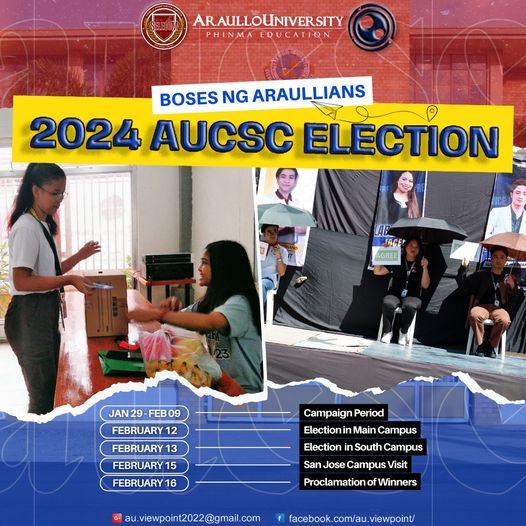 ARAULLO UNIVERSITY
PHINMA EDUCATION
BOSES NG ARAULLIANS
2024 AUCSC ELECTION
AGREE
JAN 29 - FEB 09 Campaign Period
FEBRUARY 12 Election in Main Campus
FEBRUARY 13 Election in South Campus
FEBRUARY 15 San Jose Campus Visit
FEBRUARY 16 Proclamation of Winners
au.viewpoint2022@gmail.com facebook.com/au.viewpoint/